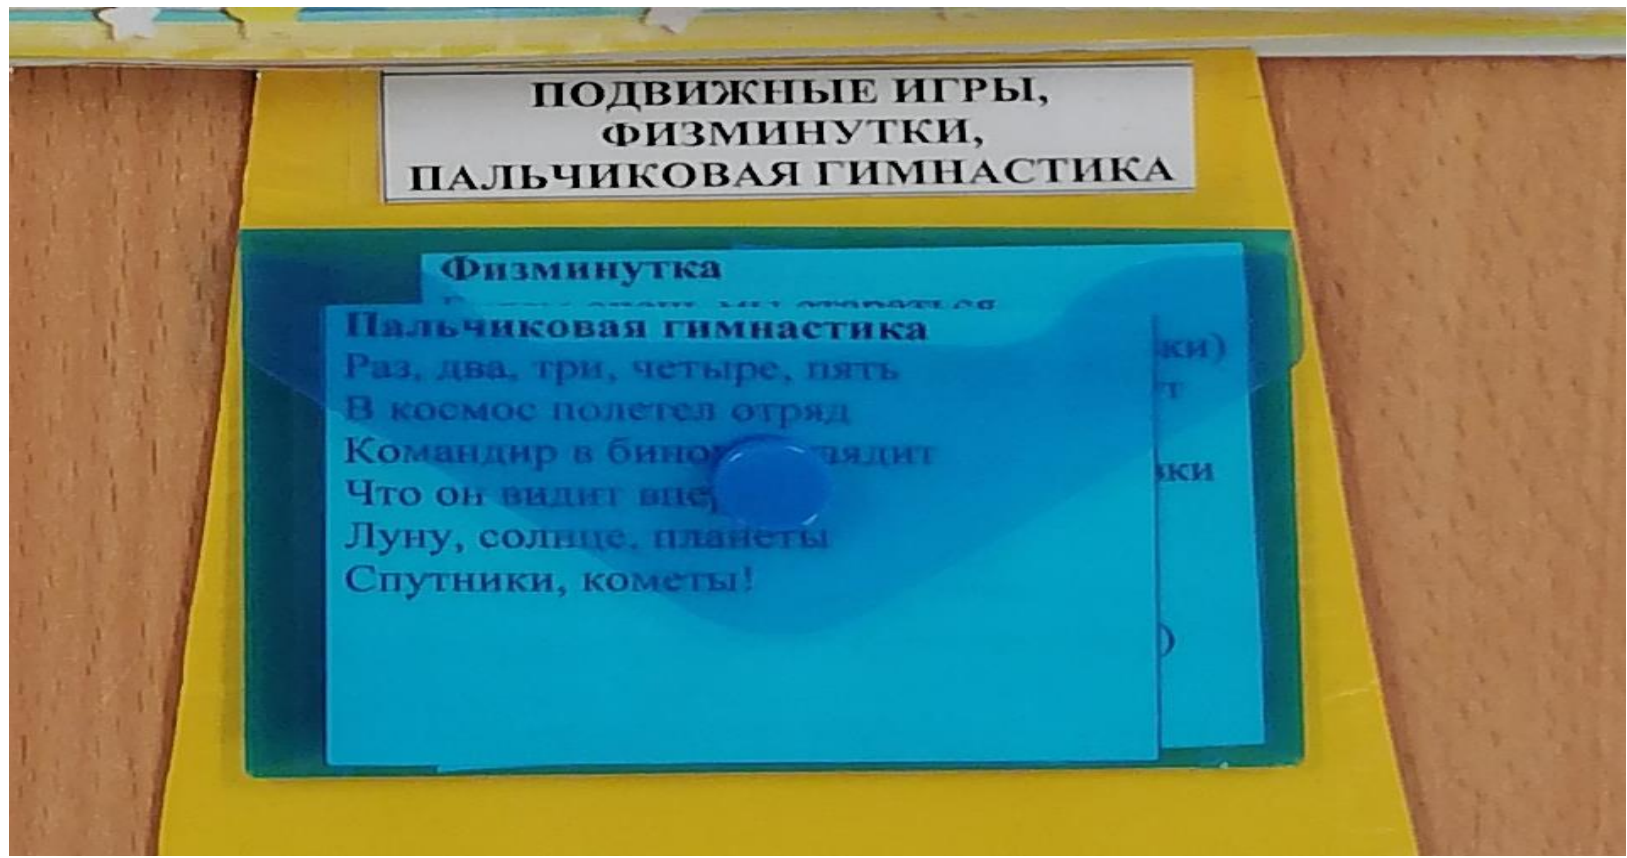 ПОДВИЖНЫЕ ИГРЫ,
ФИЗМИНУТКИ,
ПАЛЬЧИКОВАЯ ГИМНАСТИКА
Физминутка
Пальчиковая гимнастика
Раз, два, три, четыре, пять
В космос полетел отряд
Командир в
Что он видит
Луну, солнце, планеты
Спутники, кометы!